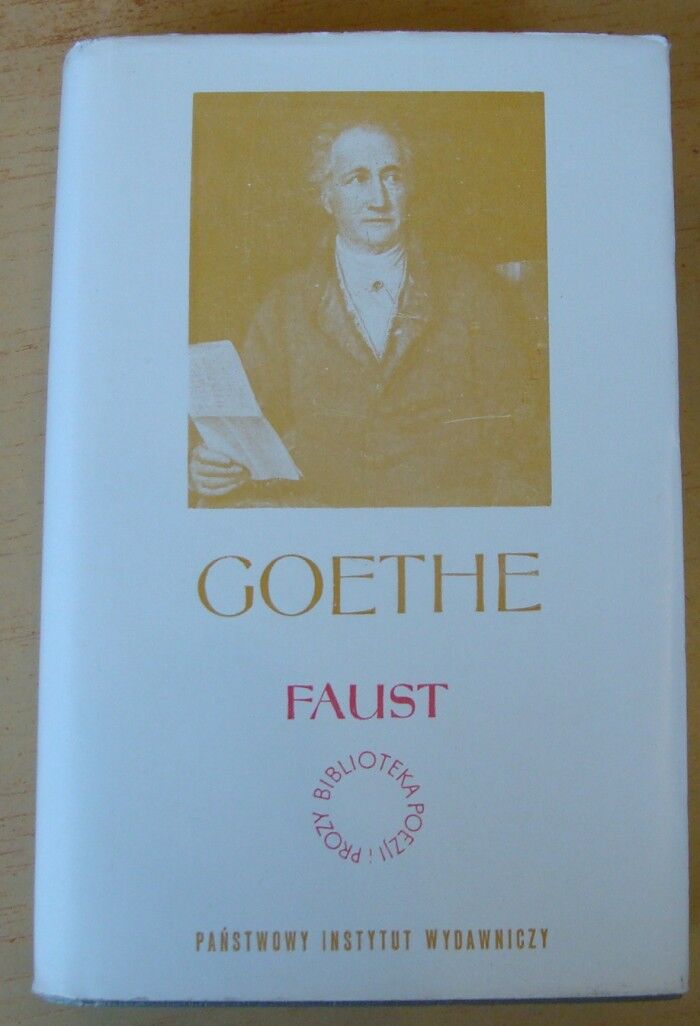 GOETHE
FAUST
BIBLIOTEKA POEZJI i PROZY
PAŃSTWOWY INSTYTUT WYDAWNICZY